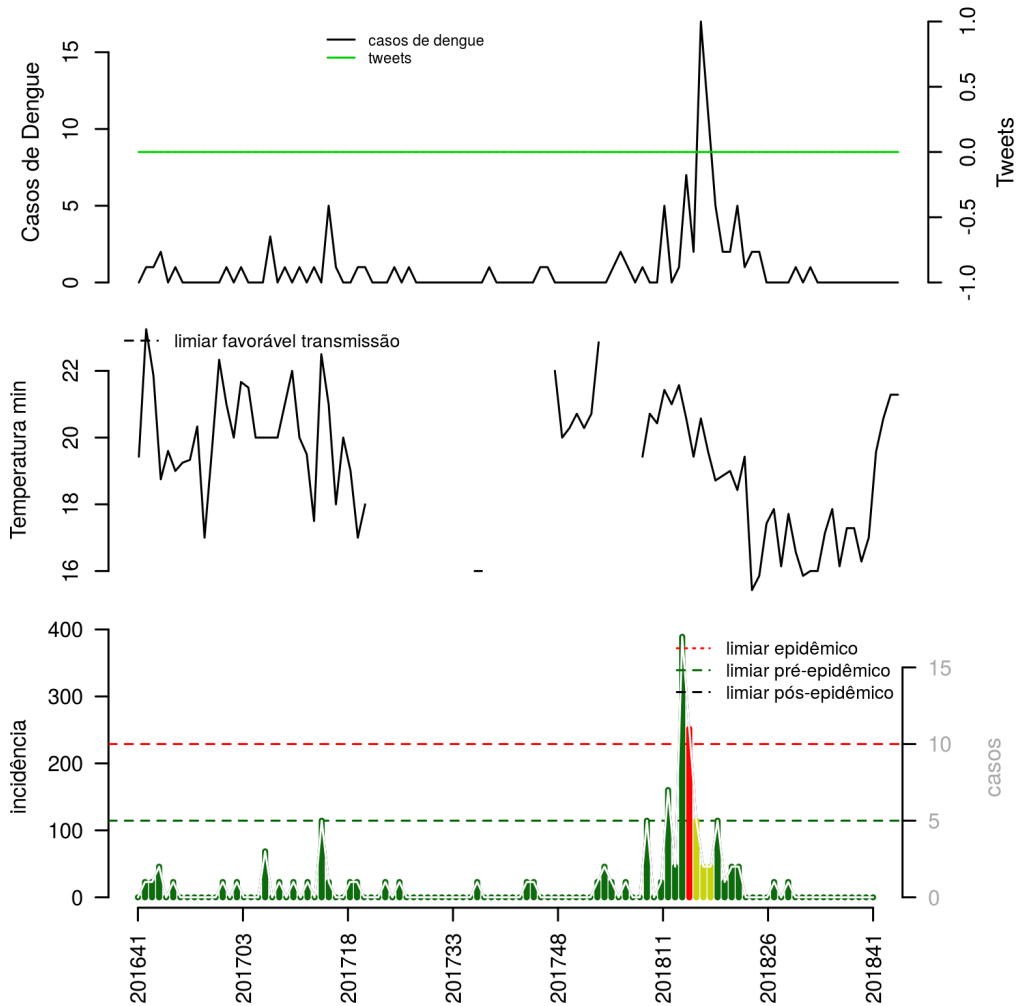 casos de dengue
tweets
Casos de Dengue
0
5
10
15
Tweets
-1.0
-0.5
0.0
0.5
1.0
limiar favorável transmissão
Temperatura min
16
18
20
22
limiar epidêmico
limiar pré-epidêmico
limiar pós-epidêmico
incidência
0
100
200
300
400
casos
0
5
10
15
201641
201703
201718
201733
201748
201811
201826
201841